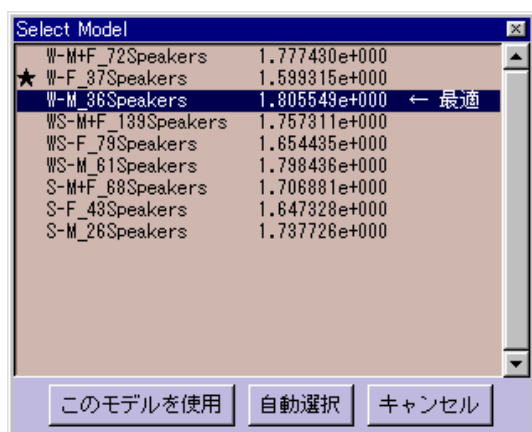 Select Model
W-M+F_72Speakers 1.777430e+000
★ W-F_37Speakers 1.599315e+000
W-M_36Speakers 1.805549e+000 ← 最適
WS-M+F_139Speakers 1.757311e+000
WS-F_79Speakers 1.654435e+000
WS-M_61Speakers 1.798436e+000
S-M+F_68Speakers 1.706881e+000
S-F_43Speakers 1.647328e+000
S-M_26Speakers 1.737726e+000
このモデルを使用 自動選択 キャンセル